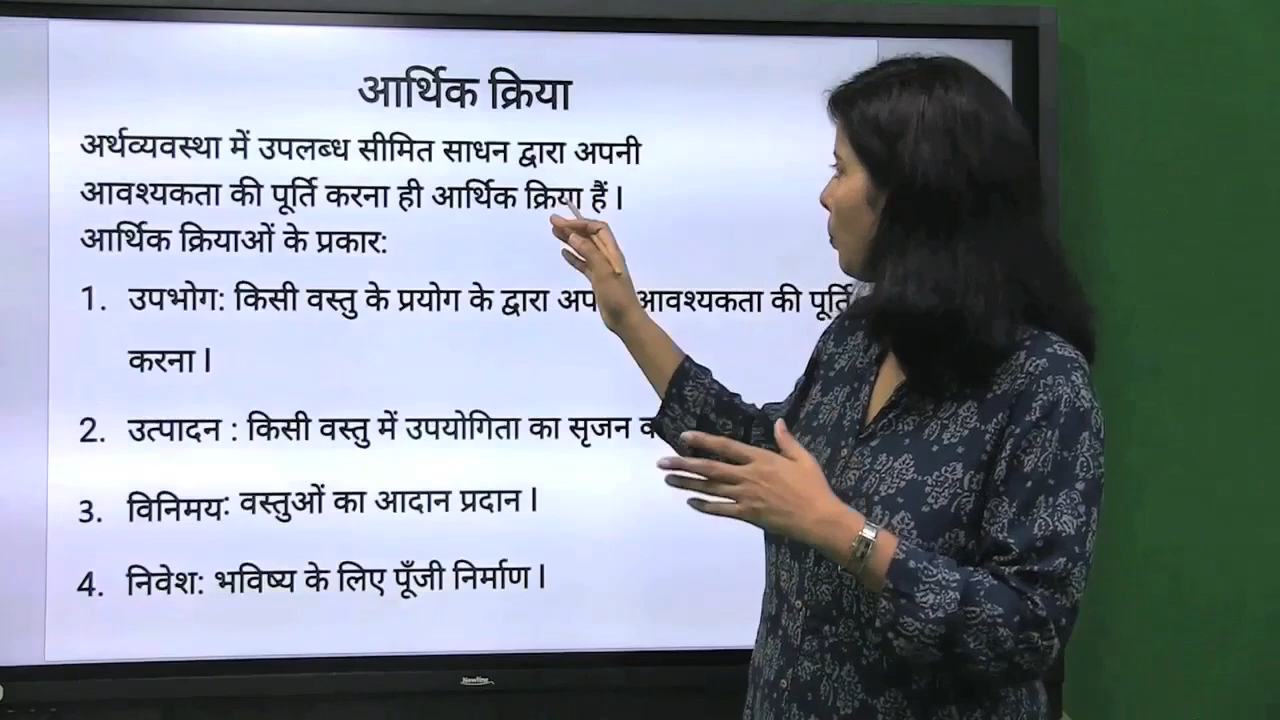 आर्थिक क्रिया
अर्थव्यवस्था में उपलब्ध सीमित साधन द्वारा अपनी
आवश्यकता की पूर्ति करना ही आर्थिक क्रिया हैं।
आर्थिक क्रियाओं के प्रकार:
1. उपभोग: किसी वस्तु के प्रयोग के द्वारा आवश्यकता की पूर्ति
करना।
2. उत्पादन : किसी वस्तु में उपयोगिता का सृजन
3. विनिमय: वस्तुओं का आदान प्रदान।
4. निवेश: भविष्य के लिए पूँजी निर्माण।
Newline